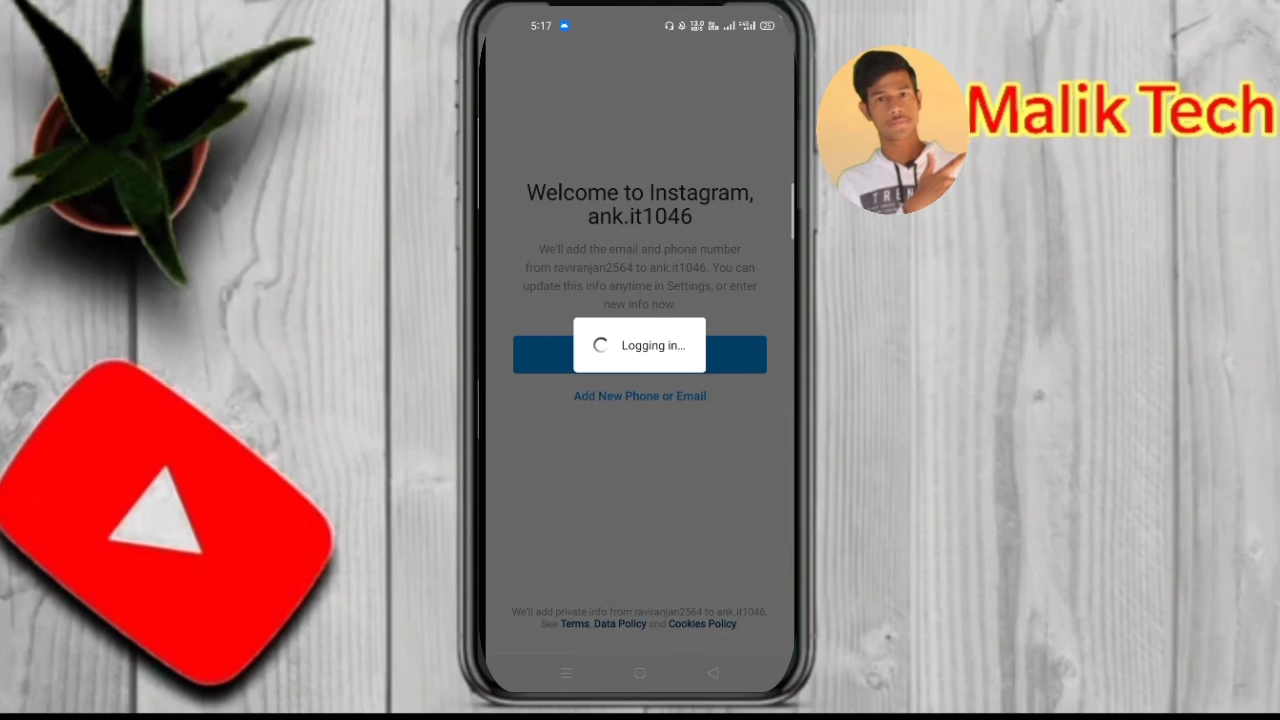 5:17
25
Malik Tech
TREN
Welcome to Instagram,
ank.it1046
We'll add the email and phone number
from raviranjan2564 to ank.it1046. You can
update this info anytime in Settings, or enter
new info now.
Logging in...
Add New Phone or Email
We'll add private info from raviranjan2564 to ank.it1046.
See Terms, Data Policy and Cookies Policy.